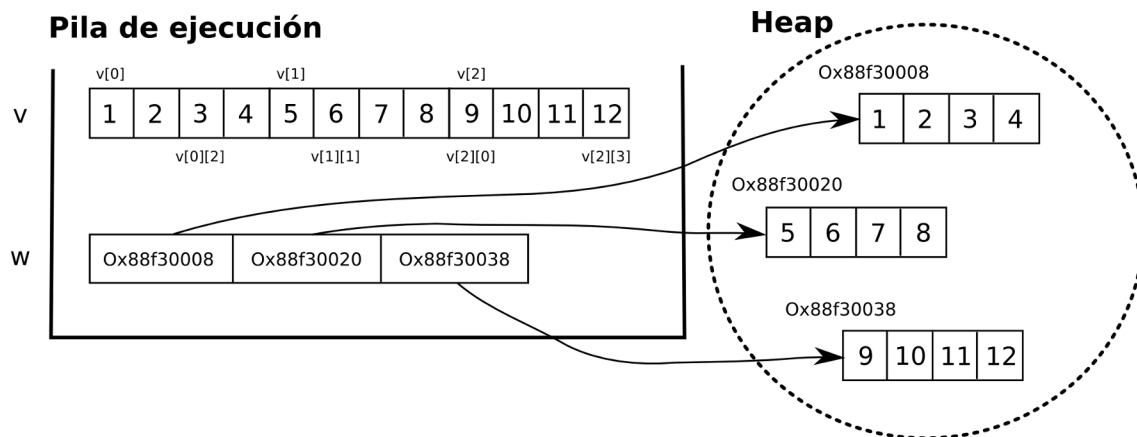 Pila de ejecución
Heap
v[0] v[1] v[2]
v 1 2 3 4 5 6 7 8 9 10 11 12
v[0][2] v[1][1] v[2][0] v[2][3]
w Ox88f30008 Ox88f30020 Ox88f30038
Ox88f30008
1 2 3 4
Ox88f30020
5 6 7 8
Ox88f30038
9 10 11 12